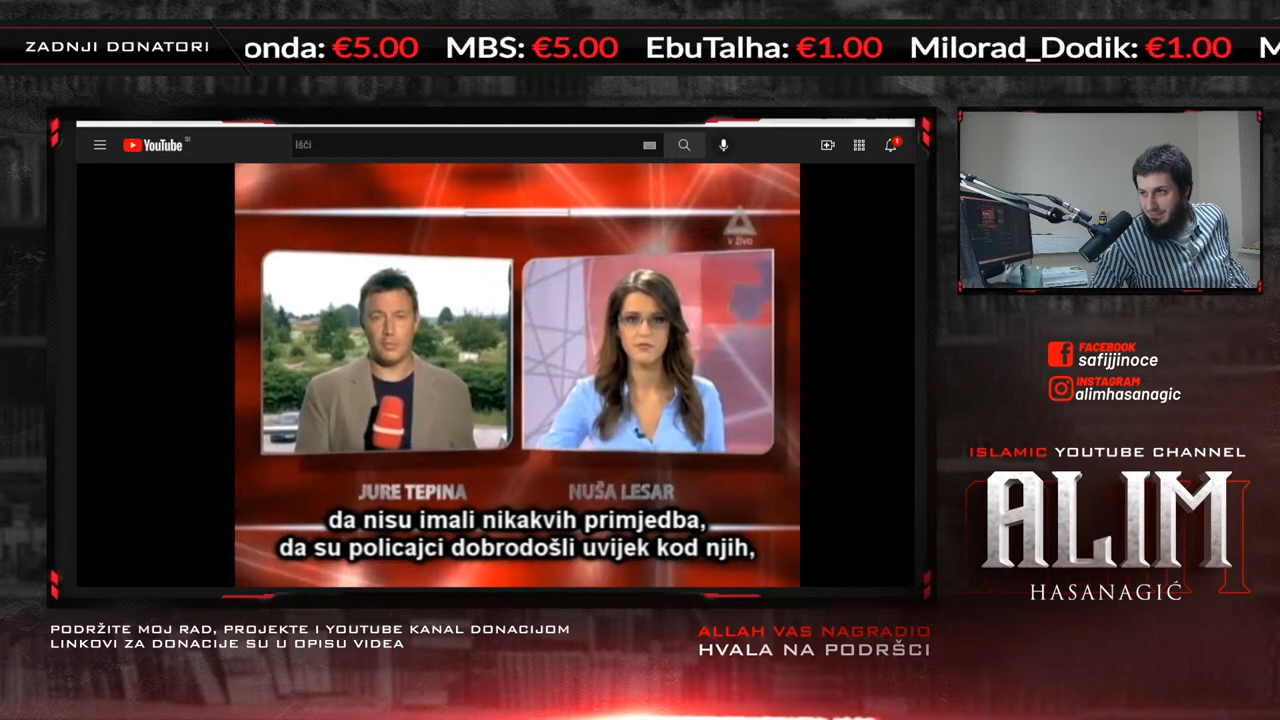 ZADNJI DONATORI
onda: €5.00 MBS: €5.00 EbuTalha: €1.00 Milorad_Dodik: €1.00 M
YouTube SI
Išči
1
v živo
JURE TEPINA
NUŠA LESAR
da nisu imali nikakvih primjedba,
da su policajci dobrodošli uvijek kod njih,
FACEBOOK
safijjinoce
INSTAGRAM
alimhasanagic
ISLAMIC YOUTUBE CHANNEL
ALIM
HASANAGIĆ
PODRŽITE MOJ RAD, PROJEKTE I YOUTUBE KANAL DONACIJOM
LINKOVI ZA DONACIJE SU U OPISU VIDEA
ALLAH VAS NAGRADIO
HVALA NA PODRŠCI